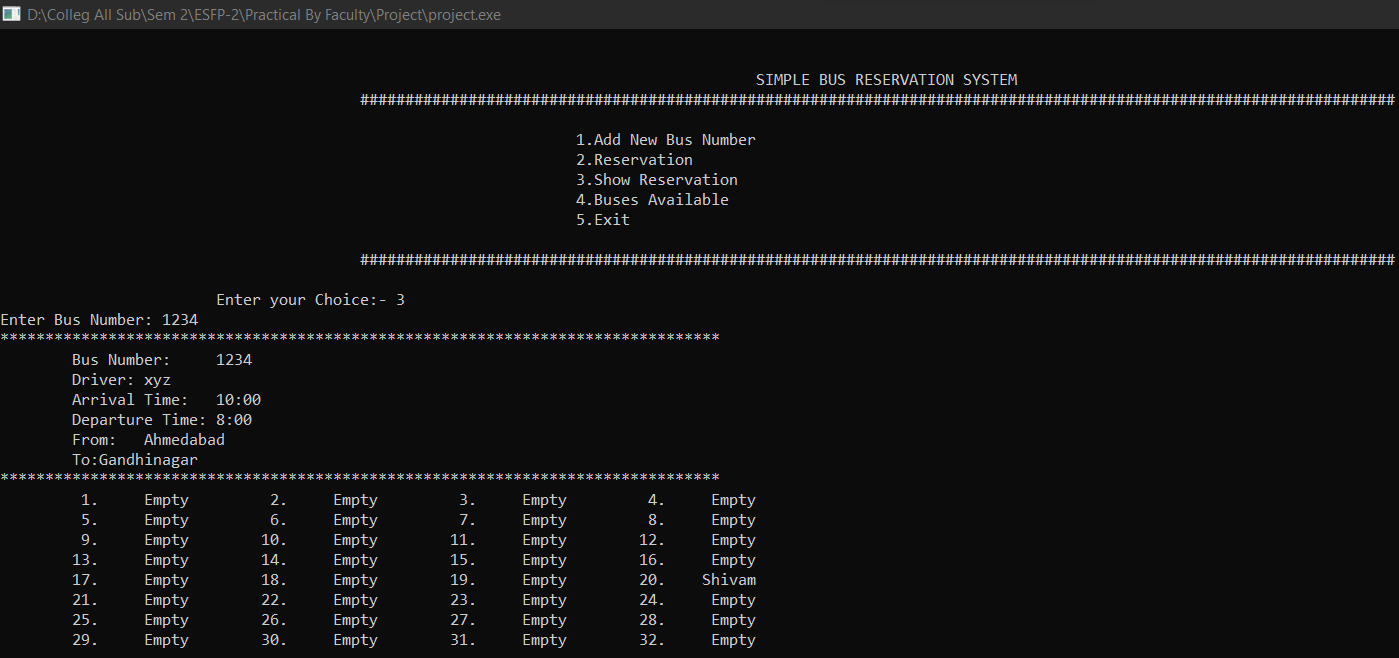 D:\Colleg All Sub\Sem 2\ESFP-2\Practical By Faculty\Project\project.exe
SIMPLE BUS RESERVATION SYSTEM
###################################################################################################################
1.Add New Bus Number
2.Reservation
3.Show Reservation
4.Buses Available
5.Exit
###################################################################################################################
Enter your Choice:- 3
Enter Bus Number: 1234
********************************************************************************
Bus Number: 1234
Driver: xyz
Arrival Time: 10:00
Departure Time: 8:00
From: Ahmedabad
To:Gandhinagar
********************************************************************************
1. Empty 2. Empty 3. Empty 4. Empty
5. Empty 6. Empty 7. Empty 8. Empty
9. Empty 10. Empty 11. Empty 12. Empty
13. Empty 14. Empty 15. Empty 16. Empty
17. Empty 18. Empty 19. Empty 20. Shivam
21. Empty 22. Empty 23. Empty 24. Empty
25. Empty 26. Empty 27. Empty 28. Empty
29. Empty 30. Empty 31. Empty 32. Empty